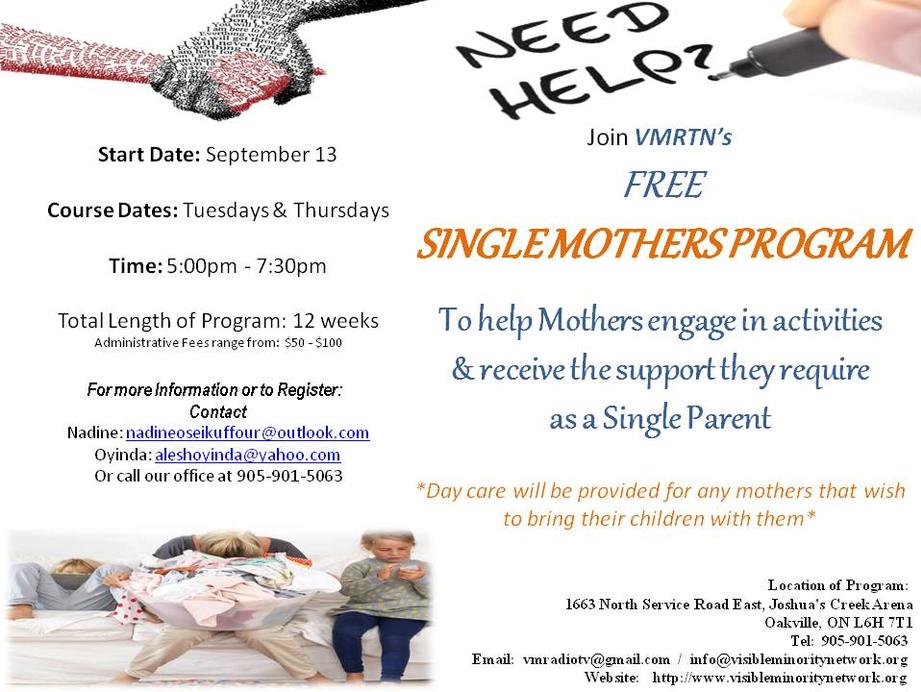 NEED
HELP?
Start Date: September 13
Course Dates: Tuesdays & Thursdays
Time: 5:00pm - 7:30pm
Total Length of Program: 12 weeks
Administrative Fees range from: $50 - $100
For more Information or to Register:
Contact
Nadine: nadineoseikuffour@outlook.com
Oyinda: aleshoyinda@yahoo.com
Or call our office at 905-901-5063
Join VMRTN's
FREE
SINGLE MOTHERS PROGRAM
To help Mothers engage in activities
& receive the support they require
as a Single Parent
*Day care will be provided for any mothers that wish
to bring their children with them*
Location of Program:
1663 North Service Road East, Joshua's Creek Arena
Oakville, ON L6H 7T1
Tel: 905-901-5063
Email: vmradiotv@gmail.com / info@visibleminoritynetwork.org
Website: http://www.visibleminoritynetwork.org